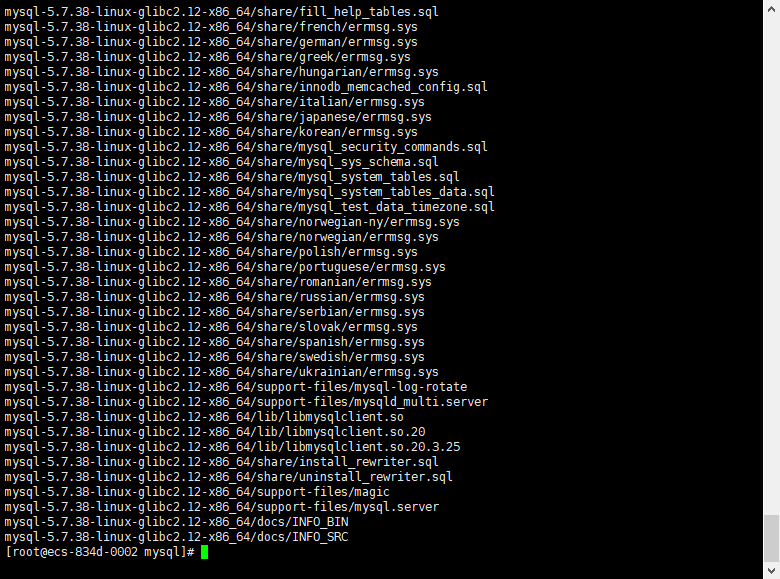 mysql-5.7.38-linux-glibc2.12-x86_64/share/fill_help_tables.sql
mysql-5.7.38-linux-glibc2.12-x86_64/share/french/errmsg.sys
mysql-5.7.38-linux-glibc2.12-x86_64/share/german/errmsg.sys
mysql-5.7.38-linux-glibc2.12-x86_64/share/greek/errmsg.sys
mysql-5.7.38-linux-glibc2.12-x86_64/share/hungarian/errmsg.sys
mysql-5.7.38-linux-glibc2.12-x86_64/share/innodb_memcached_config.sql
mysql-5.7.38-linux-glibc2.12-x86_64/share/italian/errmsg.sys
mysql-5.7.38-linux-glibc2.12-x86_64/share/japanese/errmsg.sys
mysql-5.7.38-linux-glibc2.12-x86_64/share/korean/errmsg.sys
mysql-5.7.38-linux-glibc2.12-x86_64/share/mysql_security_commands.sql
mysql-5.7.38-linux-glibc2.12-x86_64/share/mysql_sys_schema.sql
mysql-5.7.38-linux-glibc2.12-x86_64/share/mysql_system_tables.sql
mysql-5.7.38-linux-glibc2.12-x86_64/share/mysql_system_tables_data.sql
mysql-5.7.38-linux-glibc2.12-x86_64/share/mysql_test_data_timezone.sql
mysql-5.7.38-linux-glibc2.12-x86_64/share/norwegian-ny/errmsg.sys
mysql-5.7.38-linux-glibc2.12-x86_64/share/norwegian/errmsg.sys
mysql-5.7.38-linux-glibc2.12-x86_64/share/polish/errmsg.sys
mysql-5.7.38-linux-glibc2.12-x86_64/share/portuguese/errmsg.sys
mysql-5.7.38-linux-glibc2.12-x86_64/share/romanian/errmsg.sys
mysql-5.7.38-linux-glibc2.12-x86_64/share/russian/errmsg.sys
mysql-5.7.38-linux-glibc2.12-x86_64/share/serbian/errmsg.sys
mysql-5.7.38-linux-glibc2.12-x86_64/share/slovak/errmsg.sys
mysql-5.7.38-linux-glibc2.12-x86_64/share/spanish/errmsg.sys
mysql-5.7.38-linux-glibc2.12-x86_64/share/swedish/errmsg.sys
mysql-5.7.38-linux-glibc2.12-x86_64/share/ukrainian/errmsg.sys
mysql-5.7.38-linux-glibc2.12-x86_64/support-files/mysql-log-rotate
mysql-5.7.38-linux-glibc2.12-x86_64/support-files/mysqld_multi.server
mysql-5.7.38-linux-glibc2.12-x86_64/lib/libmysqlclient.so
mysql-5.7.38-linux-glibc2.12-x86_64/lib/libmysqlclient.so.20
mysql-5.7.38-linux-glibc2.12-x86_64/lib/libmysqlclient.so.20.3.25
mysql-5.7.38-linux-glibc2.12-x86_64/share/install_rewriter.sql
mysql-5.7.38-linux-glibc2.12-x86_64/share/uninstall_rewriter.sql
mysql-5.7.38-linux-glibc2.12-x86_64/support-files/magic
mysql-5.7.38-linux-glibc2.12-x86_64/support-files/mysql.server
mysql-5.7.38-linux-glibc2.12-x86_64/docs/INFO_BIN
mysql-5.7.38-linux-glibc2.12-x86_64/docs/INFO_SRC
[root@ecs-834d-0002 mysql]#